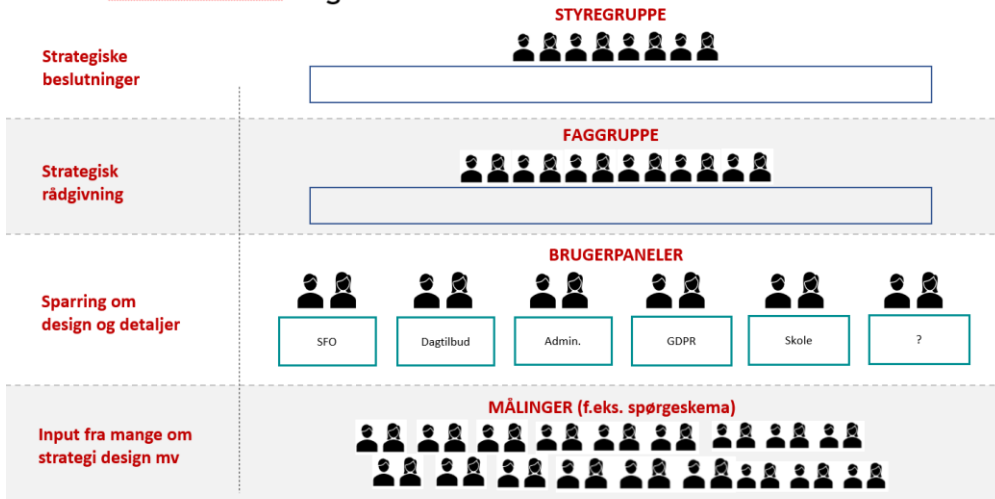 STYREGRUPPE
Strategiske
beslutninger
FAGGRUPPE
Strategisk
rådgivning
BRUGERPANELER
Sparring om
design og detaljer
SFO
Dagtilbud
Admin.
GDPR
Skole
?
MÅLINGER (f.eks. spørgeskema)
Input fra mange om
strategi design mv